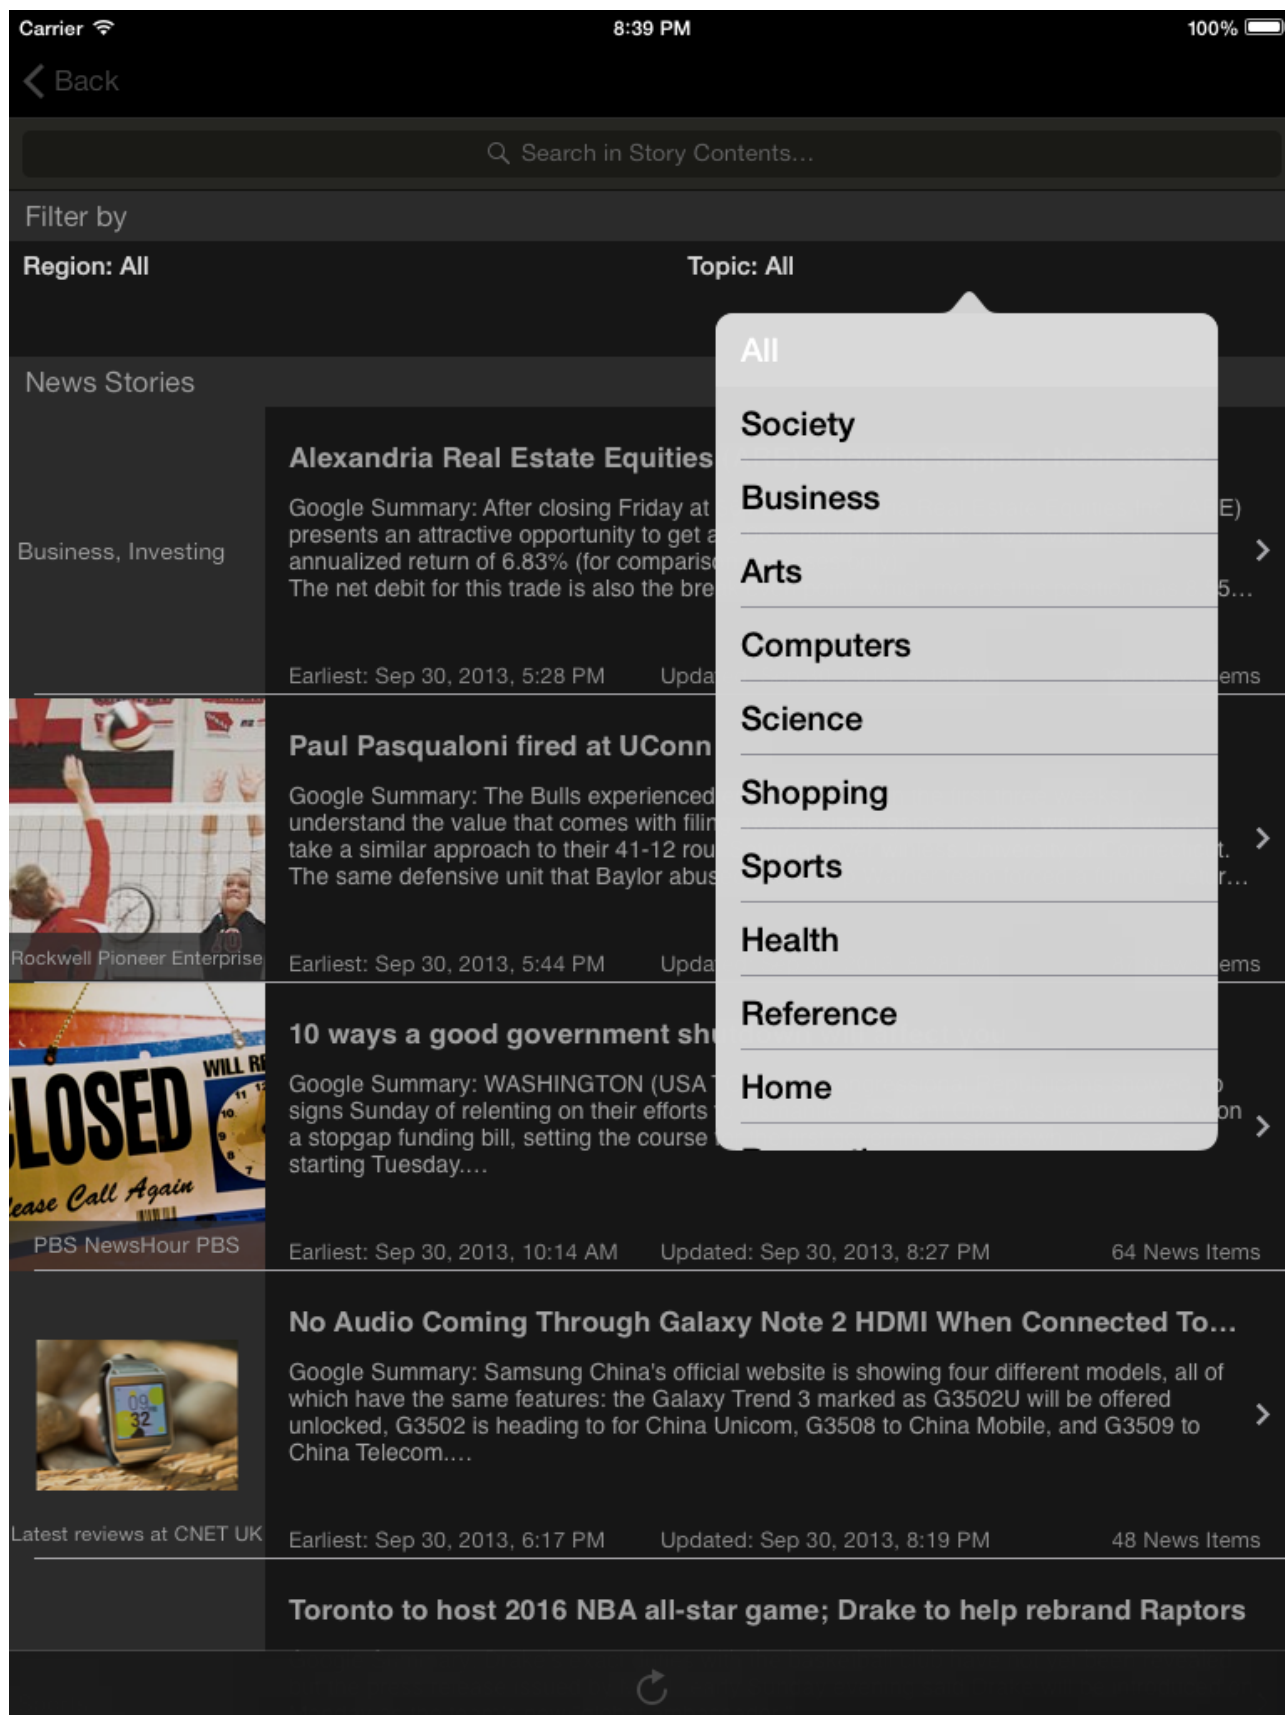 Carrier 8:39 PM 100%
Back
Search in Story Contents...
Filter by
Region: All Topic: All
All
Society
Business
Arts
Computers
Science
Shopping
Sports
Health
Reference
Home
News Stories
Business, Investing
Alexandria Real Estate Equities
Google Summary: After closing Friday at E)
presents an attractive opportunity to get
annualized return of 6.83% (for
The net debit for this trade is also the 5...
Earliest: Sep 30, 2013, 5:28 PM
Rockwell Pioneer Enterprise
Paul Pasqualoni fired at UConn
Google Summary: The Bulls experienced
understand the value that comes with
take a similar approach to their 41-12
The same defensive unit that Baylor
Earliest: Sep 30, 2013, 5:44 PM
CLOSED
WILL
Please Call Again
PBS NewsHour PBS
10 ways a good government
Google Summary: WASHINGTON (USA
signs Sunday of relenting on their efforts on
a stopgap funding bill, setting the course
starting Tuesday....
Earliest: Sep 30, 2013, 10:14 AM Updated: Sep 30, 2013, 8:27 PM 64 News Items
09
32
Latest reviews at CNET UK
No Audio Coming Through Galaxy Note 2 HDMI When Connected To...
Google Summary: Samsung China's official website is showing four different models, all of
which have the same features: the Galaxy Trend 3 marked as G3502U will be offered
unlocked, G3502 is heading to for China Unicom, G3508 to China Mobile, and G3509 to
China Telecom....
Earliest: Sep 30, 2013, 6:17 PM Updated: Sep 30, 2013, 8:19 PM 48 News Items
Toronto to host 2016 NBA all-star game; Drake to help rebrand Raptors